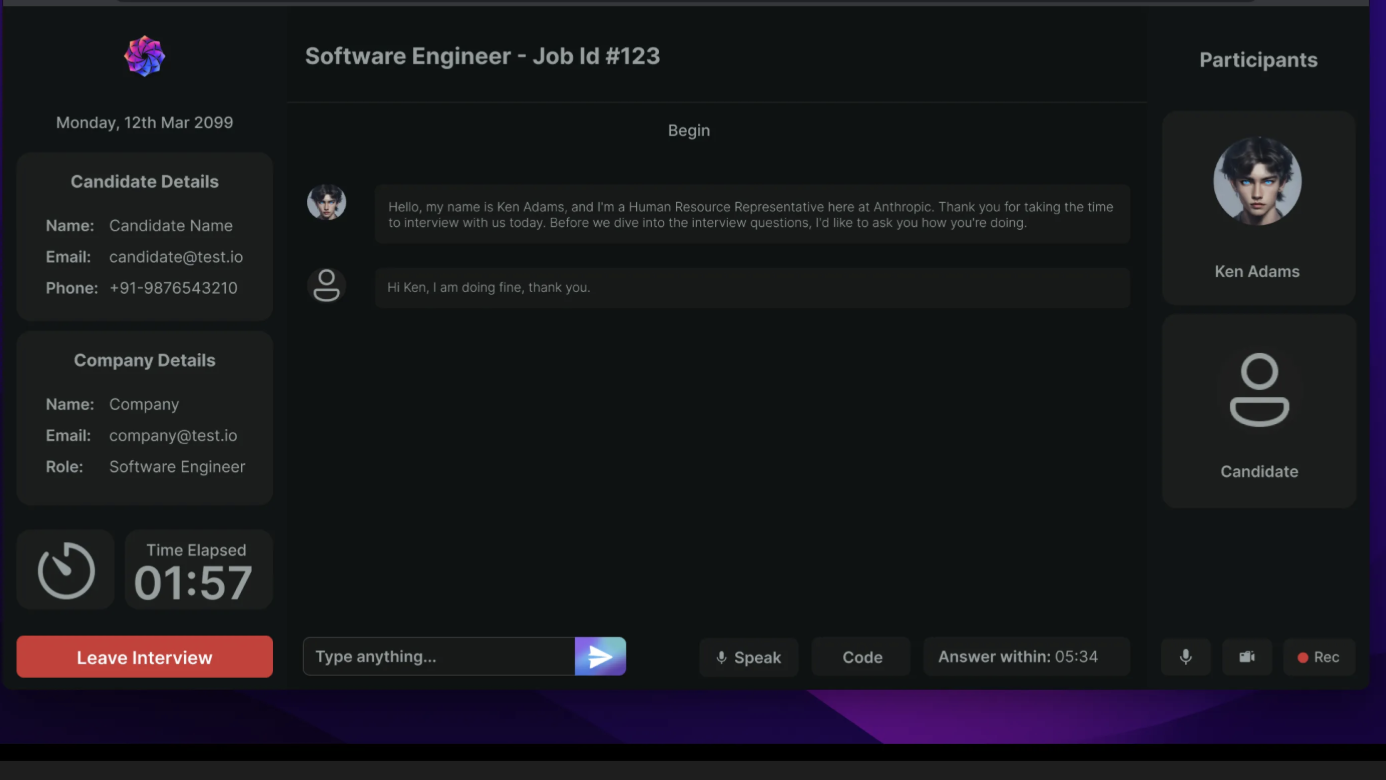 Software Engineer - Job Id #123
Participants
Monday, 12th Mar 2099
Candidate Details
Name: Candidate Name
Email: candidate@test.io
Phone: +91-9876543210
Company Details
Name: Company
Email: company@test.io
Role: Software Engineer
Time Elapsed
01:57
Leave Interview
Begin
Hello, my name is Ken Adams, and I'm a Human Resource Representative here at Anthropic. Thank you for taking the time
to interview with us today. Before we dive into the interview questions, I'd like to ask you how you're doing.
Hi Ken, I am doing fine, thank you.
Type anything...
Speak
Code
Answer within: 05:34
Ken Adams
Candidate
Rec